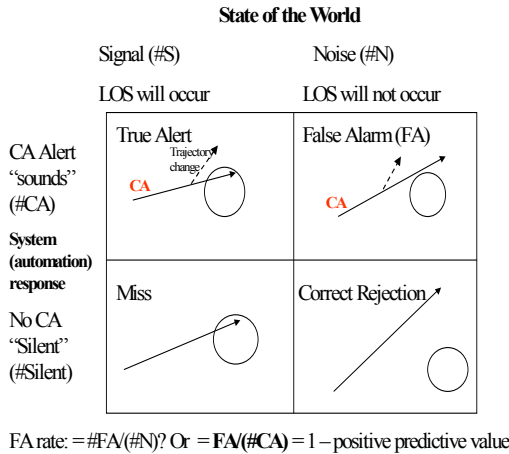 State of the World
Signal (#S) Noise (#N)
LOS will occur LOS will not occur
CA Alert
“sounds”
(#CA)
True Alert
Trajectory
change
CA
False Alarm (FA)
CA
System
(automation)
response
No CA
“Silent”
(#Silent)
Miss
Correct Rejection
FA rate: = #FA/(#N)? Or = FA/(#CA) = 1 – positive predictive value